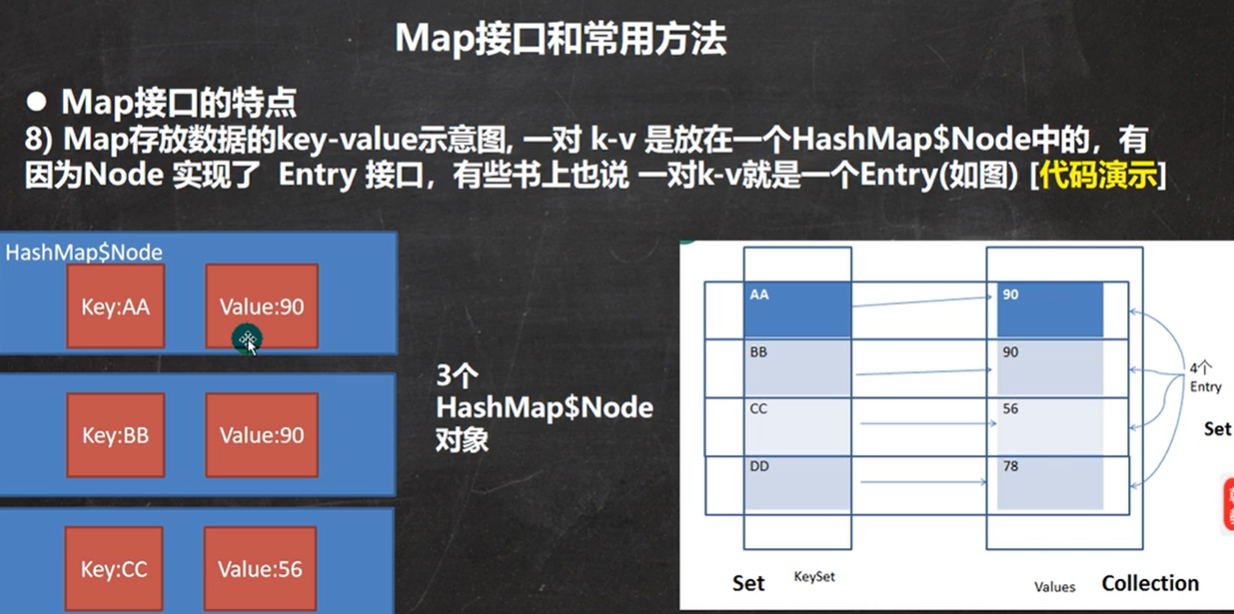 Map接口和常用方法
● Map接口的特点
8) Map存放数据的key-value示意图, 一对 k-v 是放在一个HashMap$Node中的，有
因为Node 实现了 Entry 接口，有些书上也说 一对k-v就是一个Entry(如图) [代码演示]
HashMap$Node
Key:AA
Value:90
Key:BB
Value:90
Key:CC
Value:56
3个
HashMap$Node
对象
AA
90
BB
90
CC
56
DD
78
4个
Entry
Set
Set
KeySet
Values
Collection